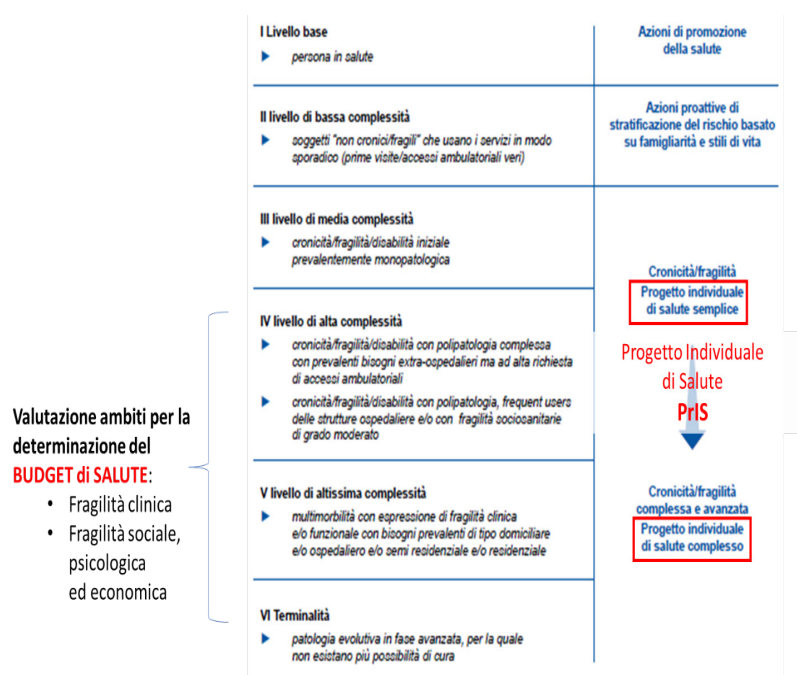 I Livello base
persona in salute
Azioni di promozione
della salute
II livello di bassa complessità
soggetti "non cronici/fragili" che usano i servizi in modo
sporadico (prime visite/accessi ambulatoriali veri)
Azioni proattive di
stratificazione del rischio basato
su famigliarità e stili di vita
III livello di media complessità
cronicità/fragilità/disabilità iniziale
prevalentemente monopatologica
Cronicità/fragilità
Progetto individuale
di salute semplice
IV livello di alta complessità
cronicità/fragilità/disabilità con polipatologia complessa
con prevalenti bisogni extra-ospedalieri ma ad alta richiesta
di accessi ambulatoriali
cronicità/fragilità/disabilità con polipatologia, frequent users
delle strutture ospedaliere e/o con fragilità sociosanitarie
di grado moderato
Progetto Individuale
di Salute
PrIS
Valutazione ambiti per la
determinazione del
BUDGET di SALUTE:
• Fragilità clinica
• Fragilità sociale,
psicologica
ed economica
V livello di altissima complessità
multimorbilità con espressione di fragilità clinica
e/o funzionale con bisogni prevalenti di tipo domiciliare
e/o ospedaliero e/o semi residenziale e/o residenziale
Cronicità/fragilità
complessa e avanzata
Progetto individuale
di salute complesso
VI Terminalità
patologia evolutiva in fase avanzata, per la quale
non esistano più possibilità di cura